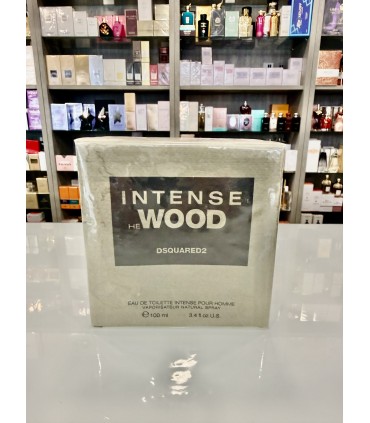 INTENSE
HE WOOD
DSQUARED2
EAU DE TOILETTE INTENSE POUR HOMME
VAPORISATEUR NATURAL SPRAY
℮100 ml 3.4 fl.oz U.S.